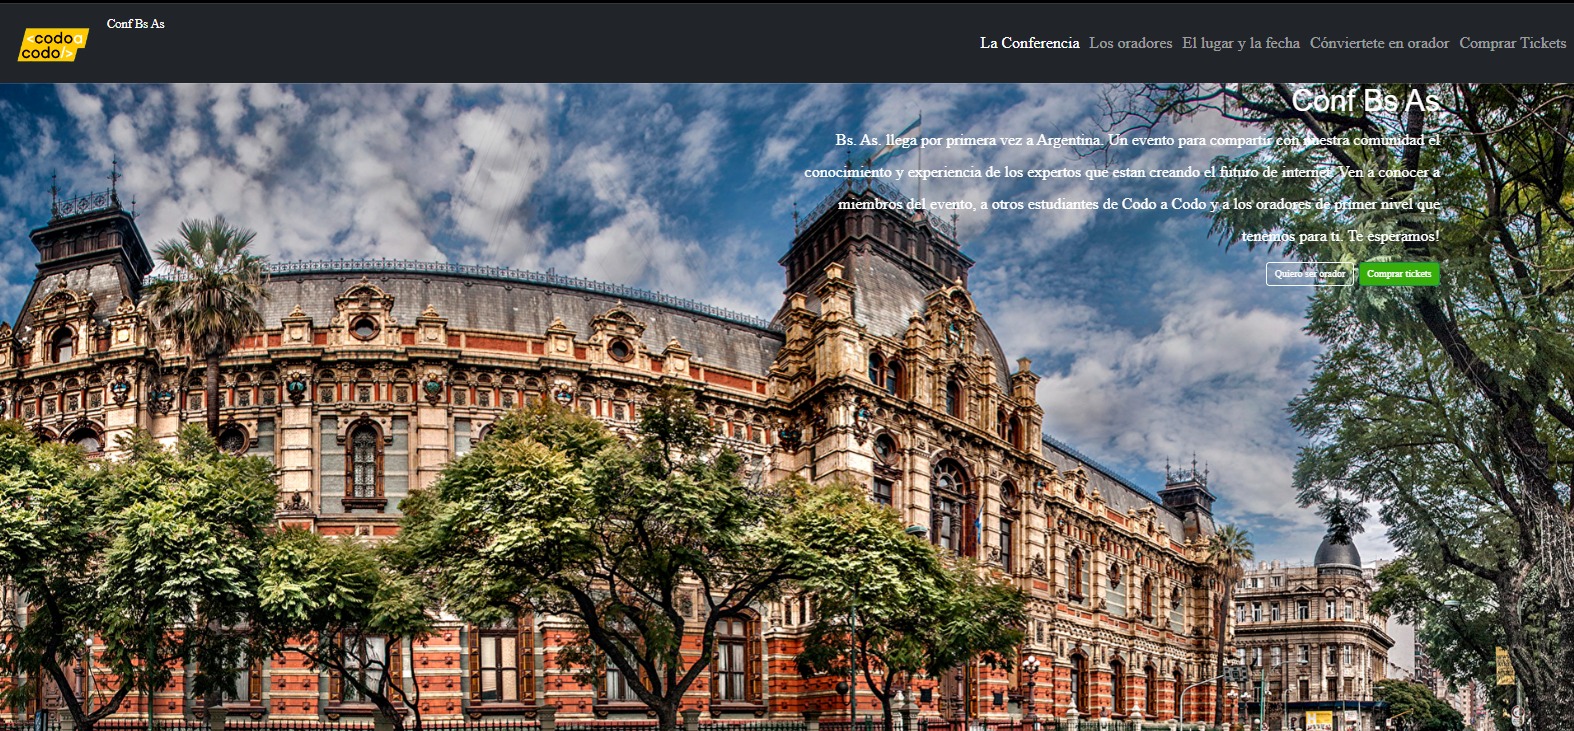 <codoa
codo/>
Conf Bs As
La Conferencia Los oradores El lugar y la fecha Cónviertete en orador Comprar Tickets
Conf Bs As
Bs. As. llega por primera vez a Argentina. Un evento para compartir con nuestra comunidad el
conocimiento y experiencia de los expertos que estan creando el futuro de internet. Ven a conocer a
miembros del evento, a otros estudiantes de Codo a Codo y a los oradores de primer nivel que
tenemos para ti. Te esperamos!
Quiero ser orador Comprar tickets